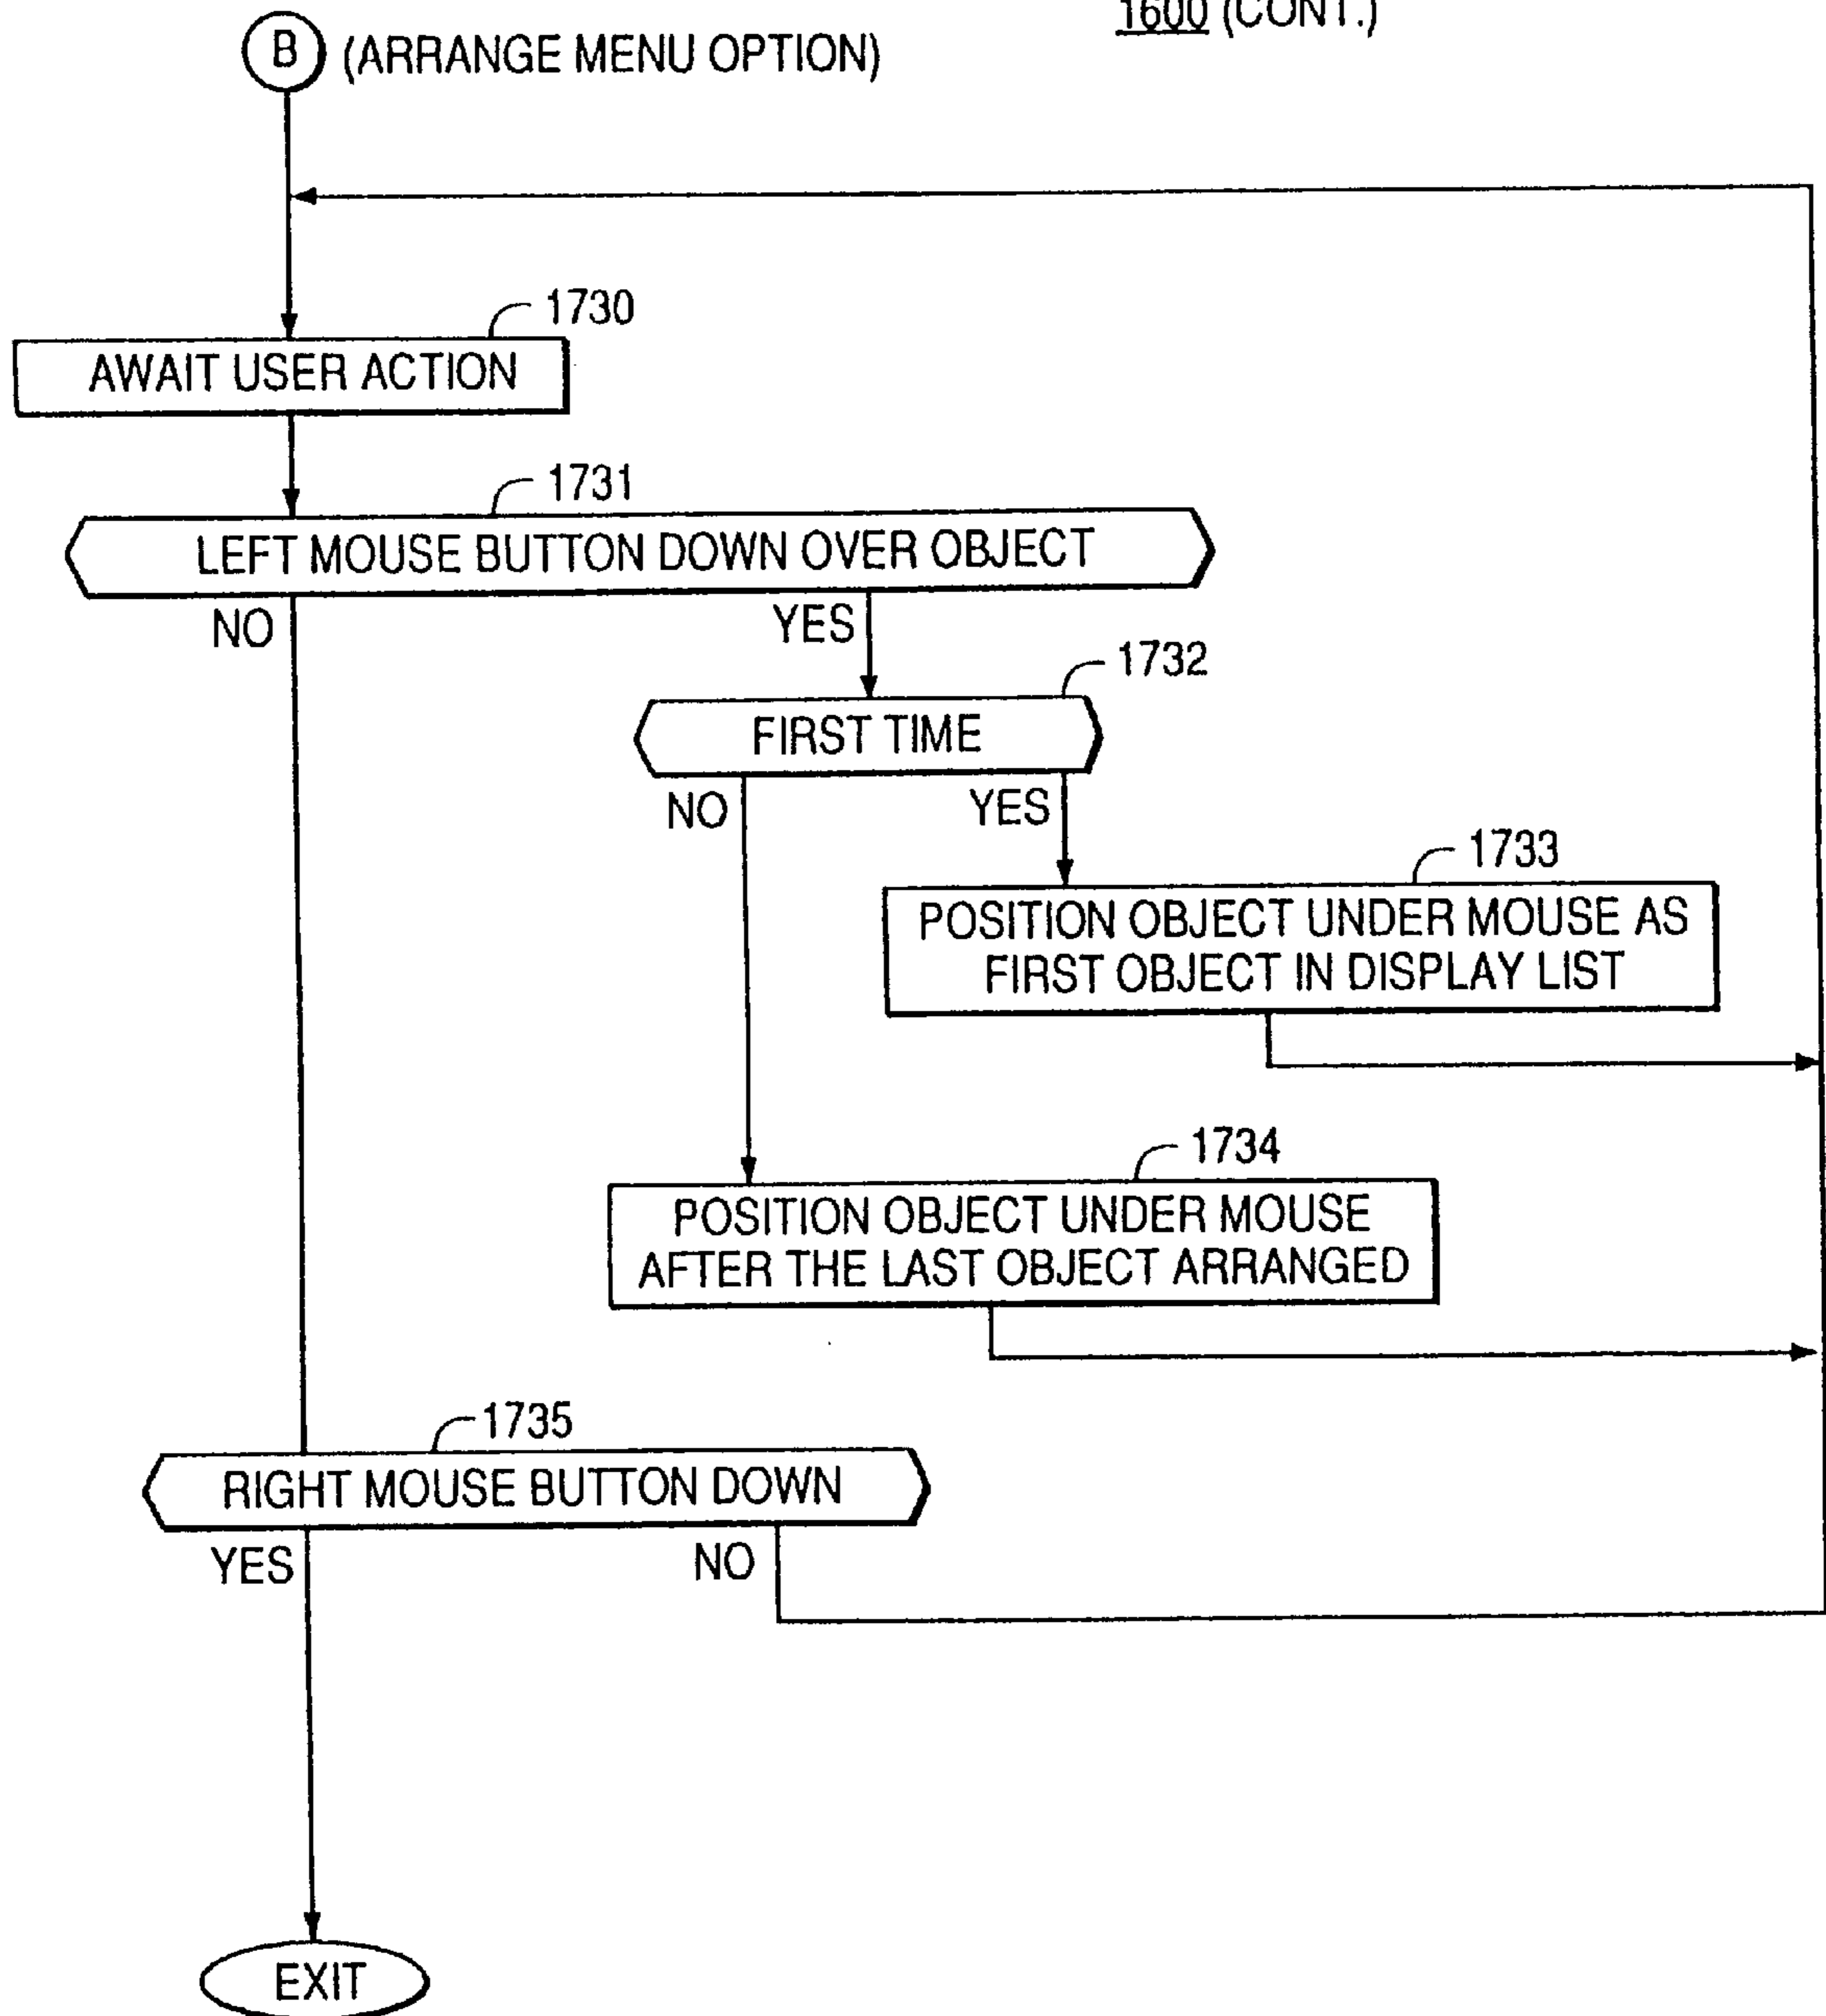 1600 (CONT.)
B (ARRANGE MENU OPTION)
1730
AWAIT USER ACTION
1731
LEFT MOUSE BUTTON DOWN OVER OBJECT
NO YES
1732
FIRST TIME
NO YES
1733
POSITION OBJECT UNDER MOUSE AS
FIRST OBJECT IN DISPLAY LIST
1734
POSITION OBJECT UNDER MOUSE
AFTER THE LAST OBJECT ARRANGED
1735
RIGHT MOUSE BUTTON DOWN
YES NO
EXIT